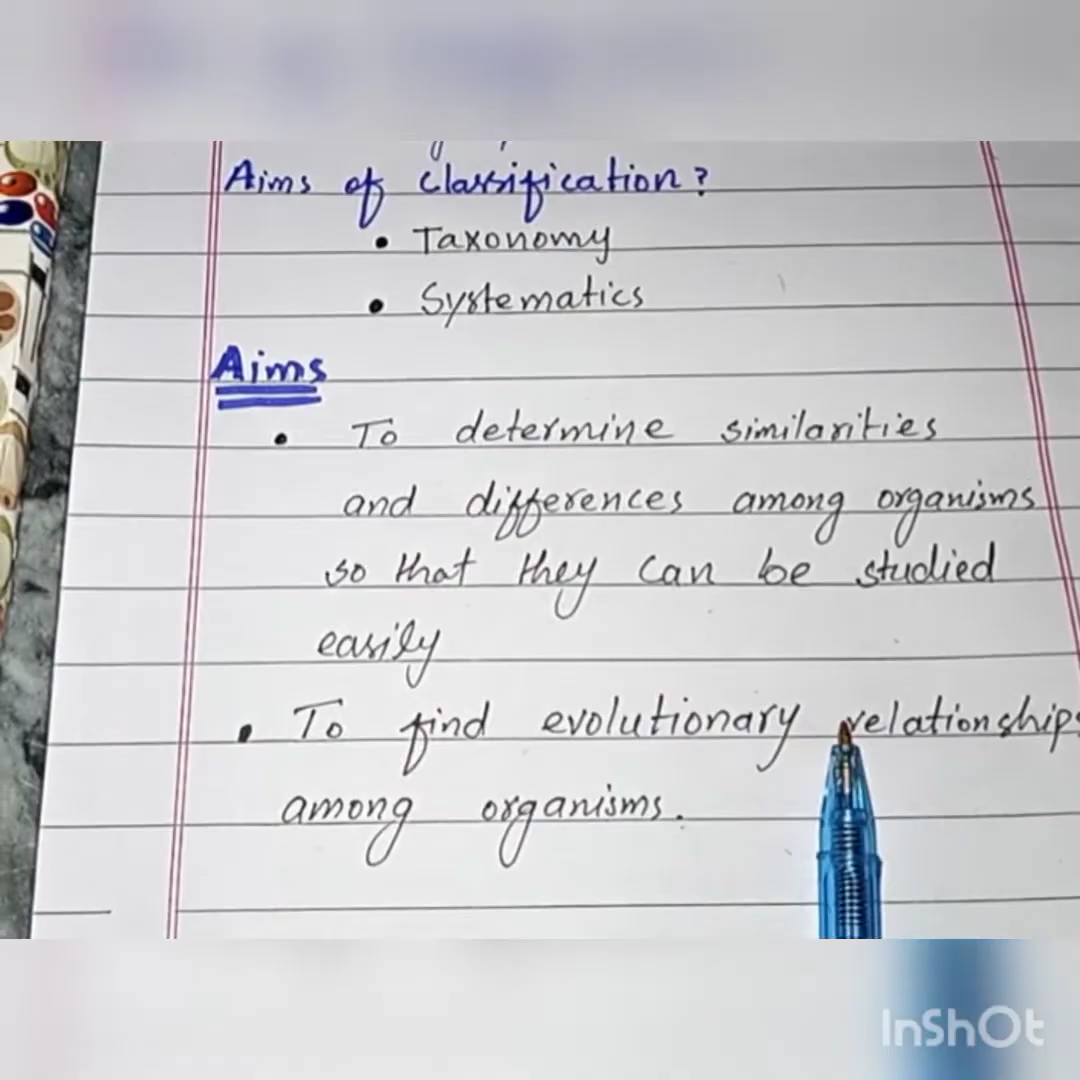 Aims of classification?
• Taxonomy
• Systematics
Aims
• To determine similarities
and differences among organisms
so that they can be studied
easily
• To find evolutionary relationships
among organisms.
InShOt